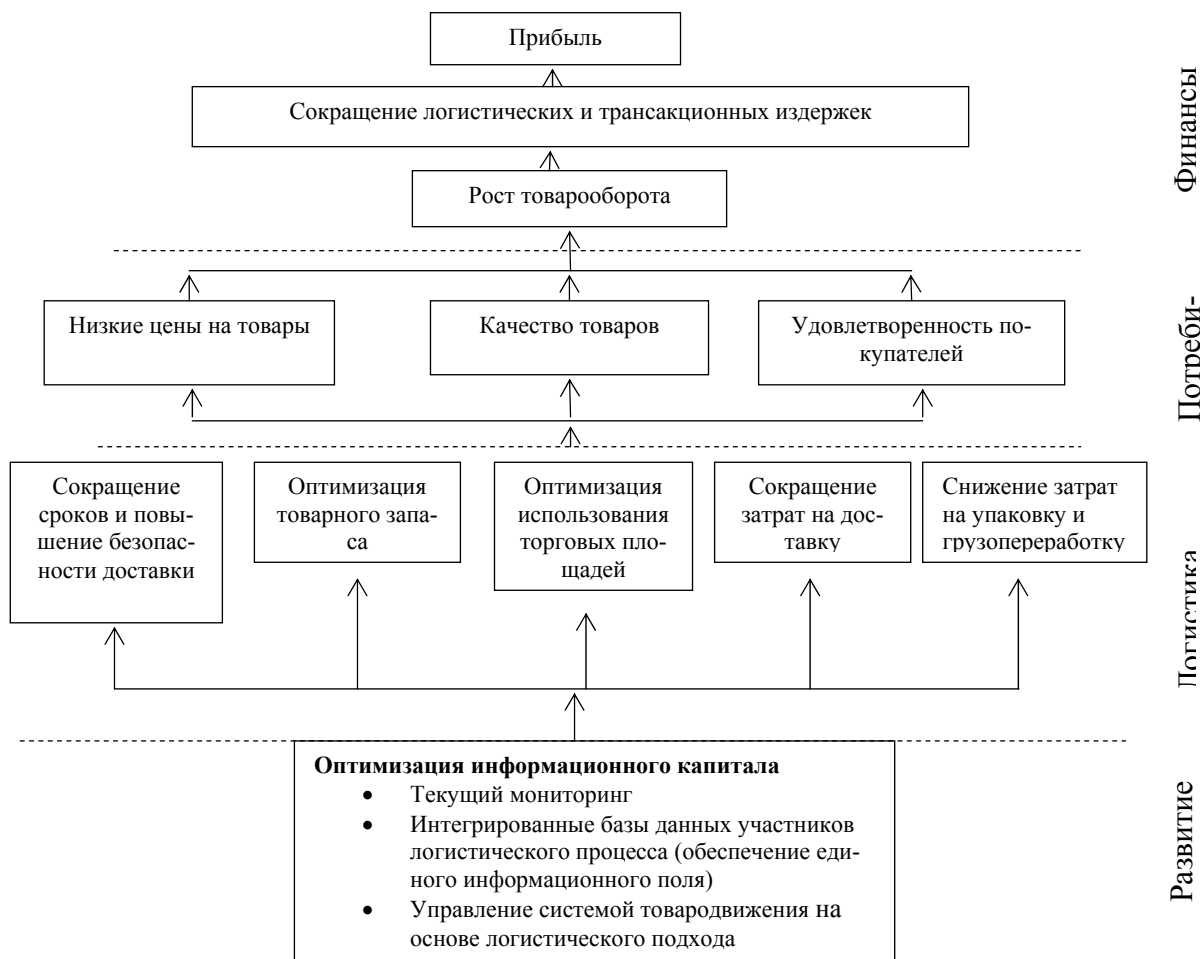 Прибыль
Сокращение логистических и трансакционных издержек
Рост товарооборота
Финансы
Низкие цены на товары
Качество товаров
Удовлетворенность по-
купателей
Потреби-
Сокращение
сроков и повы-
шение безопас-
ности доставки
Оптимизация
товарного запа-
са
Оптимизация
использования
торговых пло-
щадей
Сокращение
затрат на дос-
тавку
Снижение затрат
на упаковку и
грузопереработку
Логистика
Оптимизация информационного капитала
• Текущий мониторинг
• Интегрированные базы данных участников
логистического процесса (обеспечение еди-
ного информационного поля)
• Управление системой товародвижения на
основе логистического подхода
Развитие